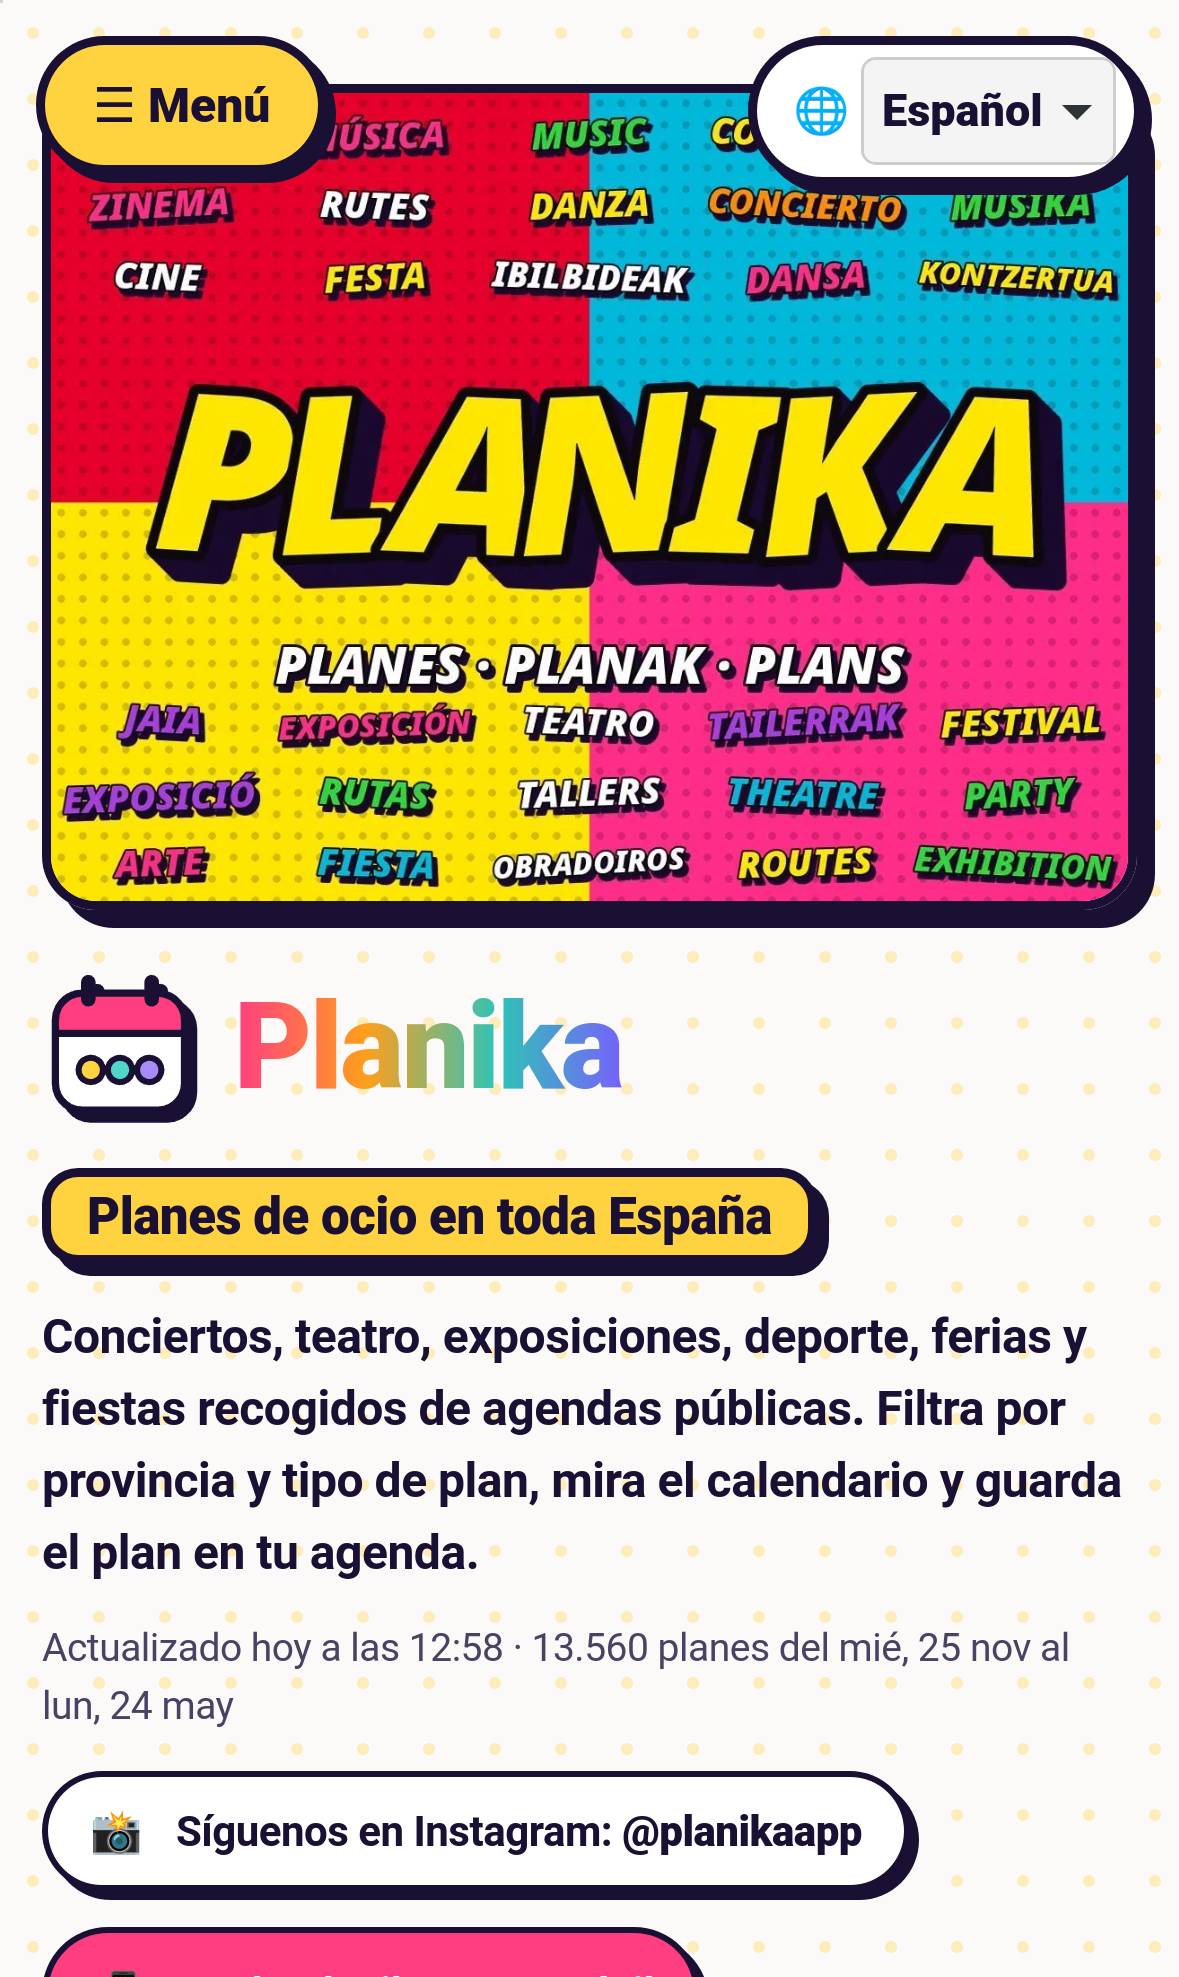 ☰ Menú
Español
MÚSICA MUSIC
ZINEMA RUTES DANZA CONCIERTO MUSIKA
CINE FESTA IBILBIDEAK DANSA KONTZERTUA
PLANIKA
PLANES · PLANAK · PLANS
JAIA EXPOSICIÓN TEATRO TAILERRAK FESTIVAL
EXPOSICIÓ RUTAS TALLERS THEATRE PARTY
ARTE FIESTA OBRADOIROS ROUTES EXHIBITION
Planika
Planes de ocio en toda España
Conciertos, teatro, exposiciones, deporte, ferias y
fiestas recogidos de agendas públicas. Filtra por
provincia y tipo de plan, mira el calendario y guarda
el plan en tu agenda.
Actualizado hoy a las 12:58 · 13.560 planes del mié, 25 nov al
lun, 24 may
Síguenos en Instagram: @planikaapp